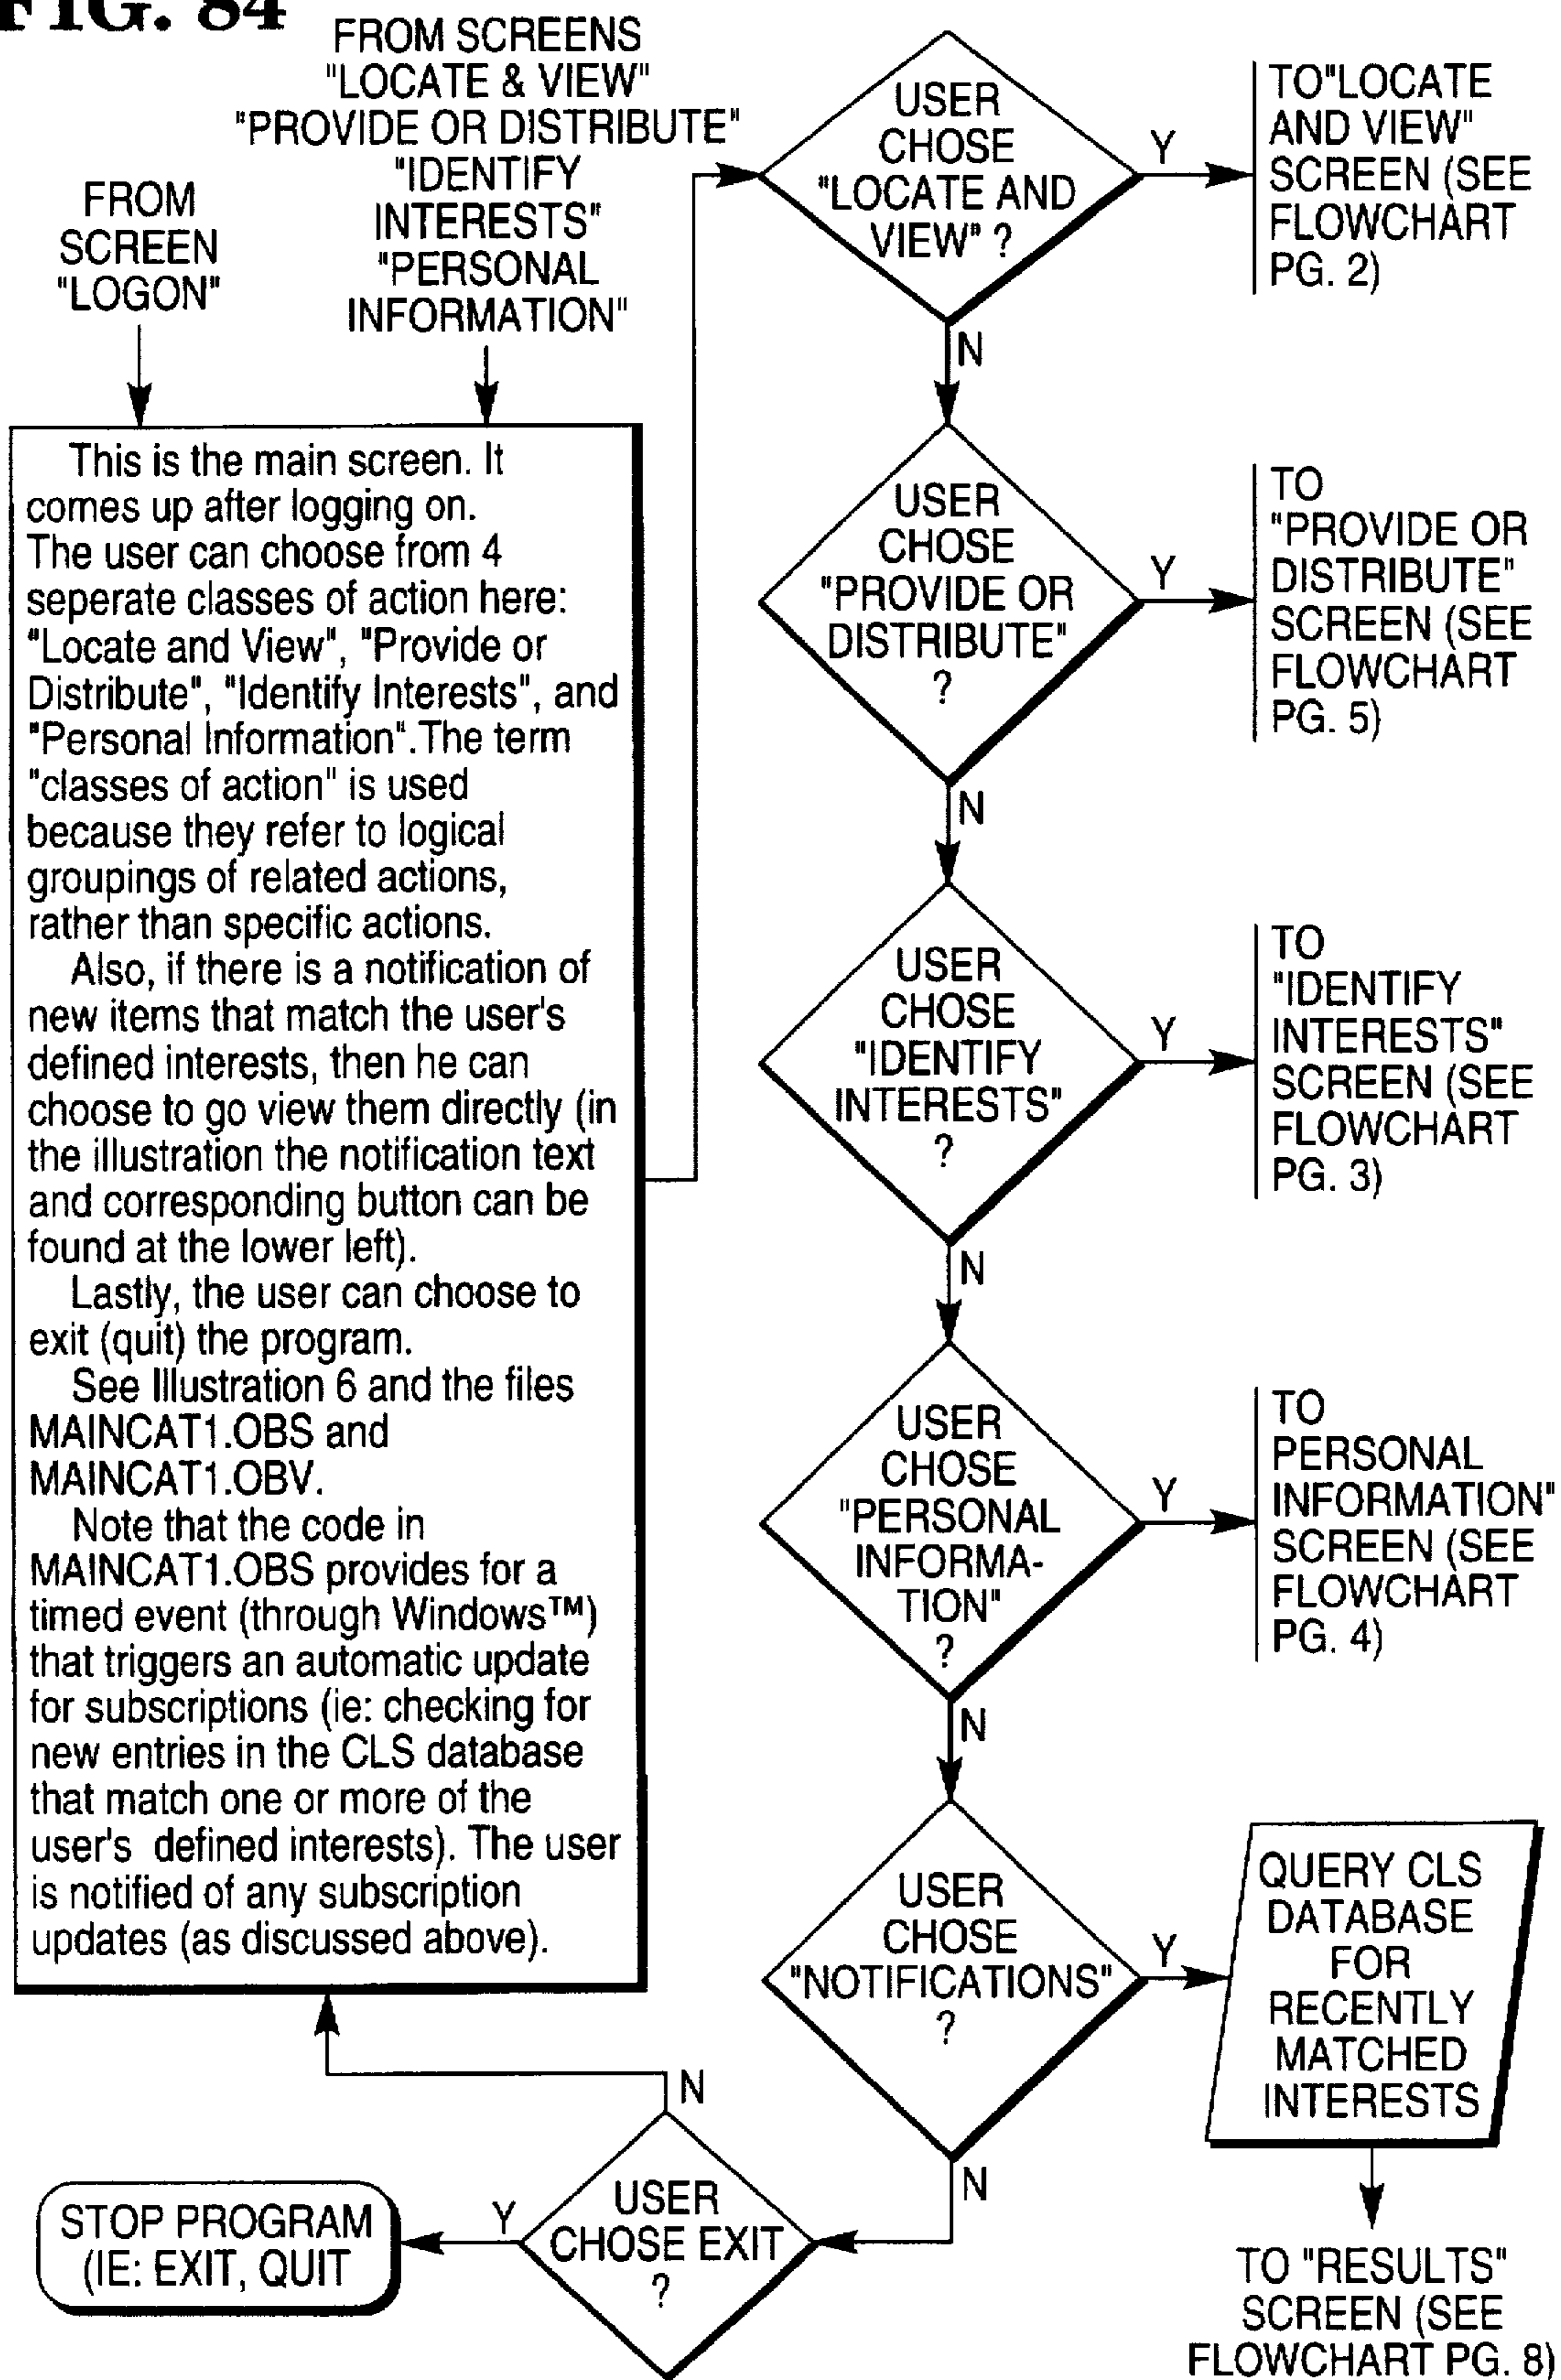 FIG. 84
FROM SCREENS
"LOCATE & VIEW"
"PROVIDE OR DISTRIBUTE"
"IDENTIFY
INTERESTS"
"PERSONAL
INFORMATION"
FROM
SCREEN
"LOGON"
This is the main screen. It
comes up after logging on.
The user can choose from 4
seperate classes of action here:
"Locate and View", "Provide or
Distribute", "Identify Interests", and
"Personal Information".The term
"classes of action" is used
because they refer to logical
groupings of related actions,
rather than specific actions.
Also, if there is a notification of
new items that match the user's
defined interests, then he can
choose to go view them directly (in
the illustration the notification text
and corresponding button can be
found at the lower left).
Lastly, the user can choose to
exit (quit) the program.
See Illustration 6 and the files
MAINCAT1.OBS and
MAINCAT1.OBV.
Note that the code in
MAINCAT1.OBS provides for a
timed event (through Windows™)
that triggers an automatic update
for subscriptions (ie: checking for
new entries in the CLS database
that match one or more of the
user's defined interests). The user
is notified of any subscription
updates (as discussed above).
USER
CHOSE
"LOCATE AND
VIEW" ?
Y
TO"LOCATE
AND VIEW"
SCREEN (SEE
FLOWCHART
PG. 2)
N
USER
CHOSE
"PROVIDE OR
DISTRIBUTE"
?
Y
TO
"PROVIDE OR
DISTRIBUTE"
SCREEN (SEE
FLOWCHART
PG. 5)
N
USER
CHOSE
"IDENTIFY
INTERESTS"
?
Y
TO
"IDENTIFY
INTERESTS"
SCREEN (SEE
FLOWCHART
PG. 3)
N
USER
CHOSE
"PERSONAL
INFORMA-
TION"
?
Y
TO
PERSONAL
INFORMATION"
SCREEN (SEE
FLOWCHART
PG. 4)
N
USER
CHOSE
"NOTIFICATIONS"
?
Y
QUERY CLS
DATABASE
FOR
RECENTLY
MATCHED
INTERESTS
TO "RESULTS"
SCREEN (SEE
FLOWCHART PG. 8)
N
USER
CHOSE EXIT
?
N
Y
STOP PROGRAM
(IE: EXIT, QUIT